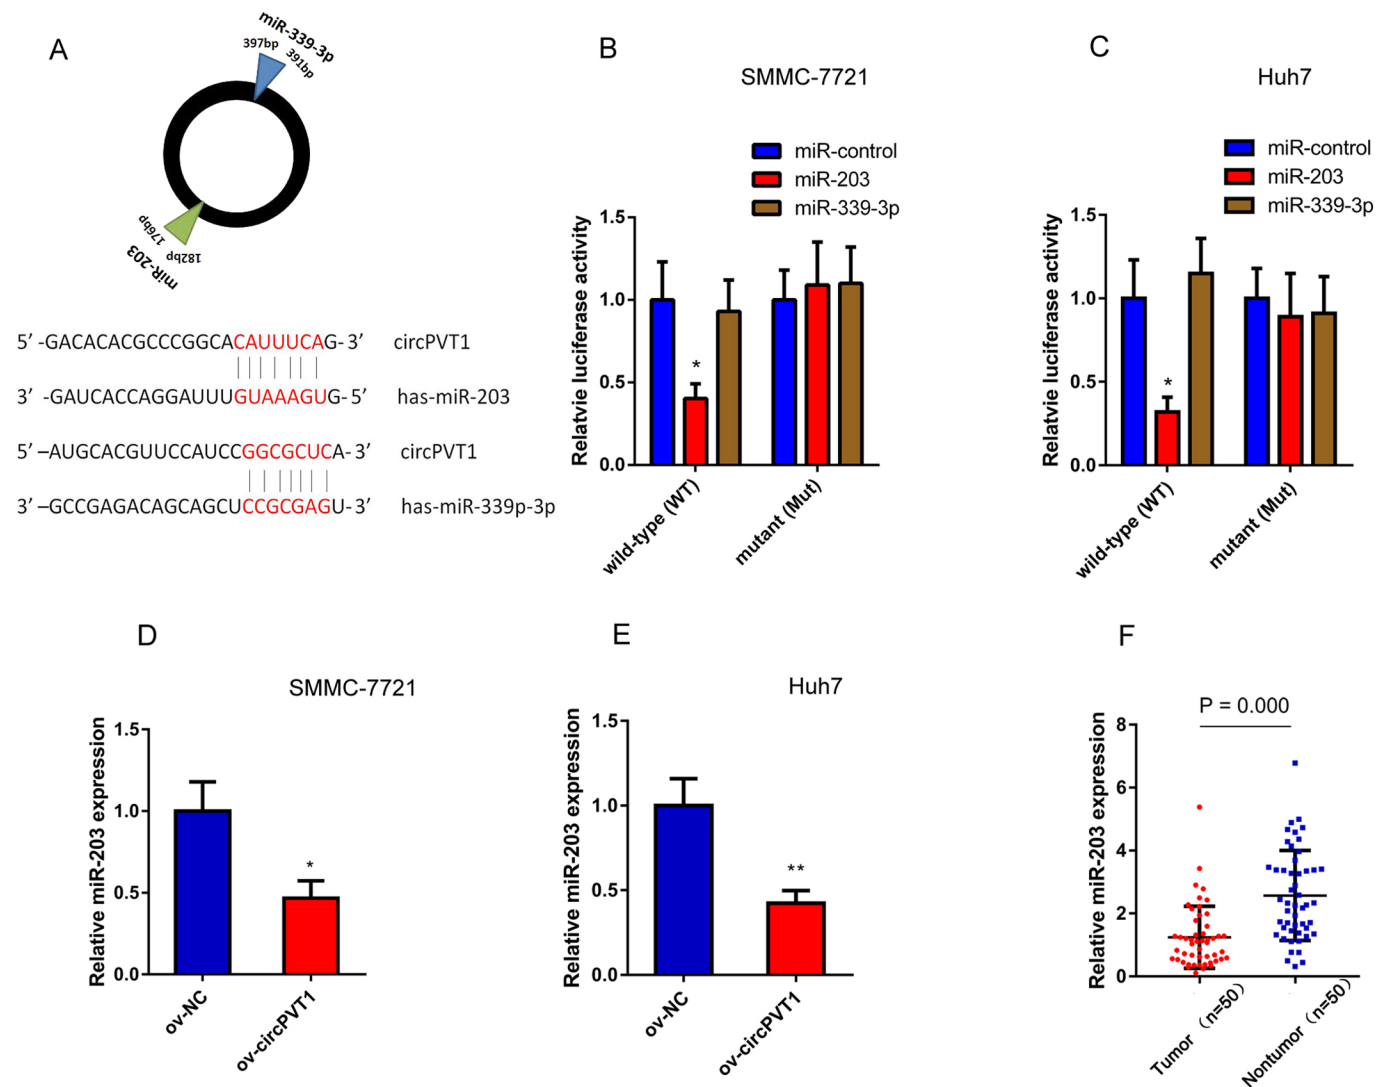 A
miR-339-3p
397bp
391bp
176bp
182bp
miR-203
5’ -GACACACGCCCGGCACAUUUCAG- 3’ circPVT1
3’ -GAUCACCAGGAUUUGUAAAGUG- 5’ has-miR-203
5’ –AUGCACGUUCCAUCCGGCGCUCA- 3’ circPVT1
3’ –GCCGAGACAGCAGCUCCGCGAGU- 3’ has-miR-339p-3p
B
SMMC-7721
miR-control
miR-203
miR-339-3p
Relatvie luciferase activity
1.5
1.0
0.5
0.0
*
wild-type (WT)
mutant (Mut)
C
Huh7
miR-control
miR-203
miR-339-3p
Relatvie luciferase activity
1.5
1.0
0.5
0.0
*
wild-type (WT)
mutant (Mut)
D
SMMC-7721
Relative miR-203 expression
1.5
1.0
0.5
0.0
*
ov-NC
ov-circPVT1
E
Huh7
Relative miR-203 expression
1.5
1.0
0.5
0.0
**
ov-NC
ov-circPVT1
F
P = 0.000
Relative miR-203 expression
8
6
4
2
0
Tumor（n=50）
Nontumor（n=50）